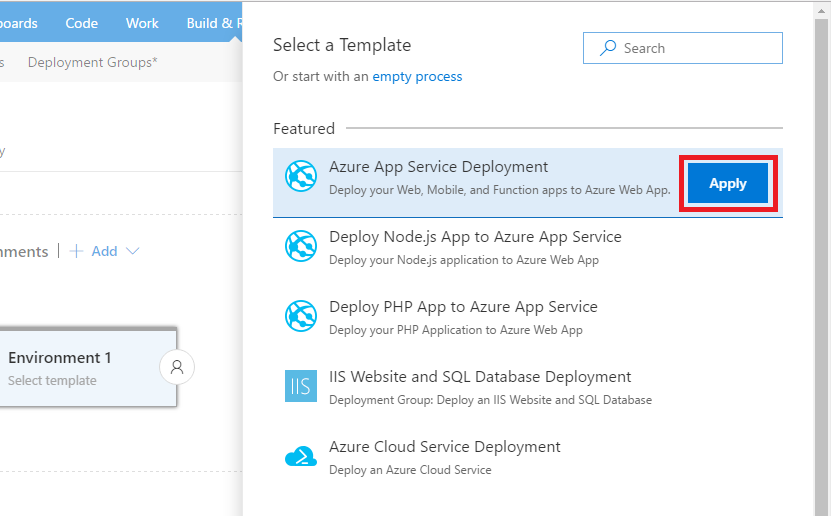 Code Work Build & R
Deployment Groups*
Add
Environment 1
Select template
Select a Template
Search
Or start with an empty process
Featured
Azure App Service Deployment
Deploy your Web, Mobile, and Function apps to Azure Web App.
Apply
Deploy Node.js App to Azure App Service
Deploy your Node.js application to Azure Web App
Deploy PHP App to Azure App Service
Deploy your PHP Application to Azure Web App
IIS
IIS Website and SQL Database Deployment
Deployment Group: Deploy an IIS Website and SQL Database
Azure Cloud Service Deployment
Deploy an Azure Cloud Service